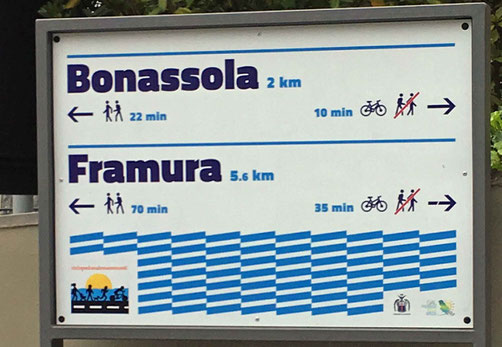 Bonassola 2 km
22 min 10 min
Framura 5.6 km
70 min 35 min